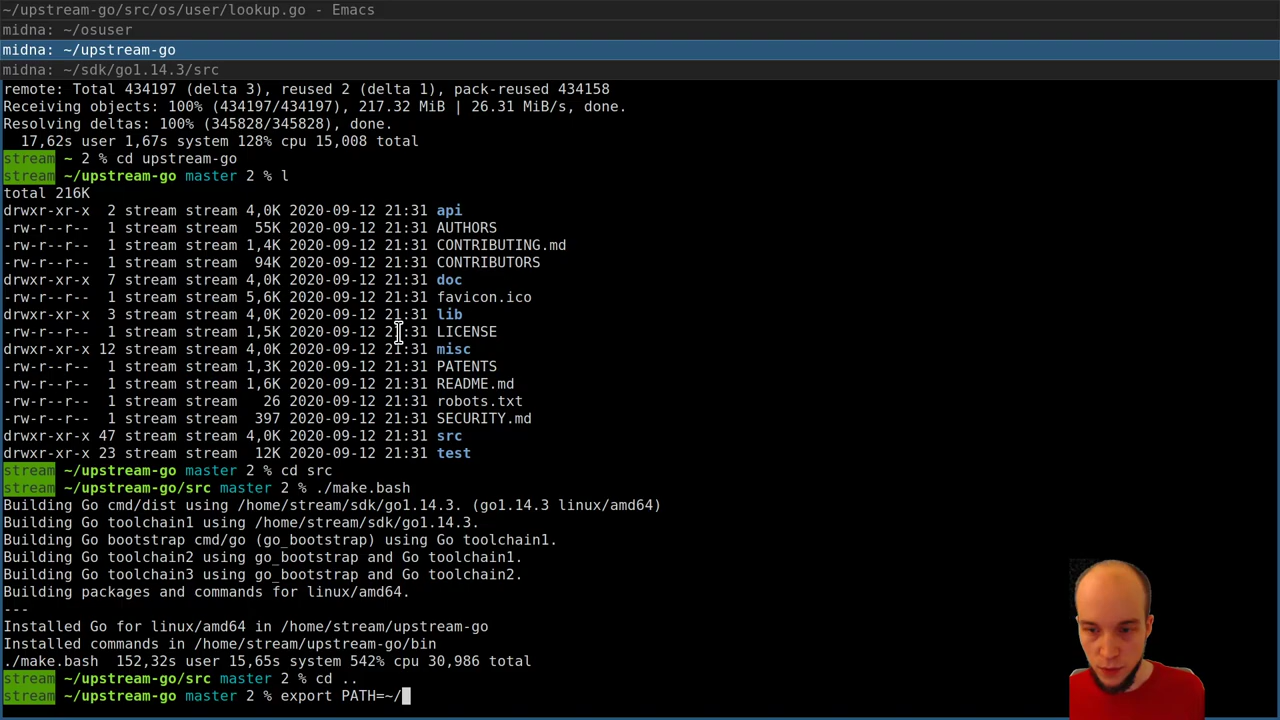 ~/upstream-go/src/os/user/lookup.go - Emacs
midna: ~/osuser
midna: ~/upstream-go
midna: ~/sdk/go1.14.3/src
remote: Total 434197 (delta 3), reused 2 (delta 1), pack-reused 434158
Receiving objects: 100% (434197/434197), 217.32 MiB | 26.31 MiB/s, done.
Resolving deltas: 100% (345828/345828), done.
17,62s user 1,67s system 128% cpu 15,008 total
stream ~ 2 % cd upstream-go
stream ~/upstream-go master 2 % l
total 216K
drwxr-xr-x  2 stream stream 4,0K 2020-09-12 21:31 api
-rw-r--r--  1 stream stream  55K 2020-09-12 21:31 AUTHORS
-rw-r--r--  1 stream stream 1,4K 2020-09-12 21:31 CONTRIBUTING.md
-rw-r--r--  1 stream stream  94K 2020-09-12 21:31 CONTRIBUTORS
drwxr-xr-x  7 stream stream 4,0K 2020-09-12 21:31 doc
-rw-r--r--  1 stream stream 5,6K 2020-09-12 21:31 favicon.ico
drwxr-xr-x  3 stream stream 4,0K 2020-09-12 21:31 lib
-rw-r--r--  1 stream stream 1,5K 2020-09-12 21:31 LICENSE
drwxr-xr-x 12 stream stream 4,0K 2020-09-12 21:31 misc
-rw-r--r--  1 stream stream 1,3K 2020-09-12 21:31 PATENTS
-rw-r--r--  1 stream stream 1,6K 2020-09-12 21:31 README.md
-rw-r--r--  1 stream stream   26 2020-09-12 21:31 robots.txt
-rw-r--r--  1 stream stream  397 2020-09-12 21:31 SECURITY.md
drwxr-xr-x 47 stream stream 4,0K 2020-09-12 21:31 src
drwxr-xr-x 23 stream stream  12K 2020-09-12 21:31 test
stream ~/upstream-go master 2 % cd src
stream ~/upstream-go/src master 2 % ./make.bash
Building Go cmd/dist using /home/stream/sdk/go1.14.3. (go1.14.3 linux/amd64)
Building Go toolchain1 using /home/stream/sdk/go1.14.3.
Building Go bootstrap cmd/go (go_bootstrap) using Go toolchain1.
Building Go toolchain2 using go_bootstrap and Go toolchain1.
Building Go toolchain3 using go_bootstrap and Go toolchain2.
Building packages and commands for linux/amd64.
---
Installed Go for linux/amd64 in /home/stream/upstream-go
Installed commands in /home/stream/upstream-go/bin
./make.bash  152,32s user 15,65s system 542% cpu 30,986 total
stream ~/upstream-go/src master 2 % cd ..
stream ~/upstream-go master 2 % export PATH=~/